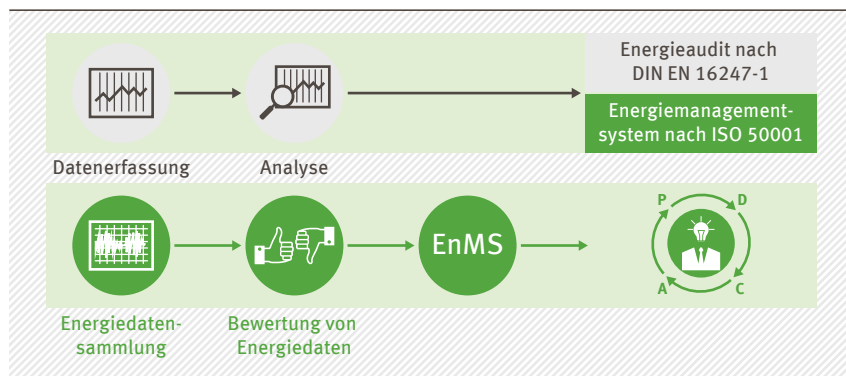 Energieaudit nach
DIN EN 16247-1
Energiemanagement-
system nach ISO 50001
Datenerfassung
Analyse
P
D
EnMS
A
C
Energiedaten-
sammlung
Bewertung von
Energiedaten